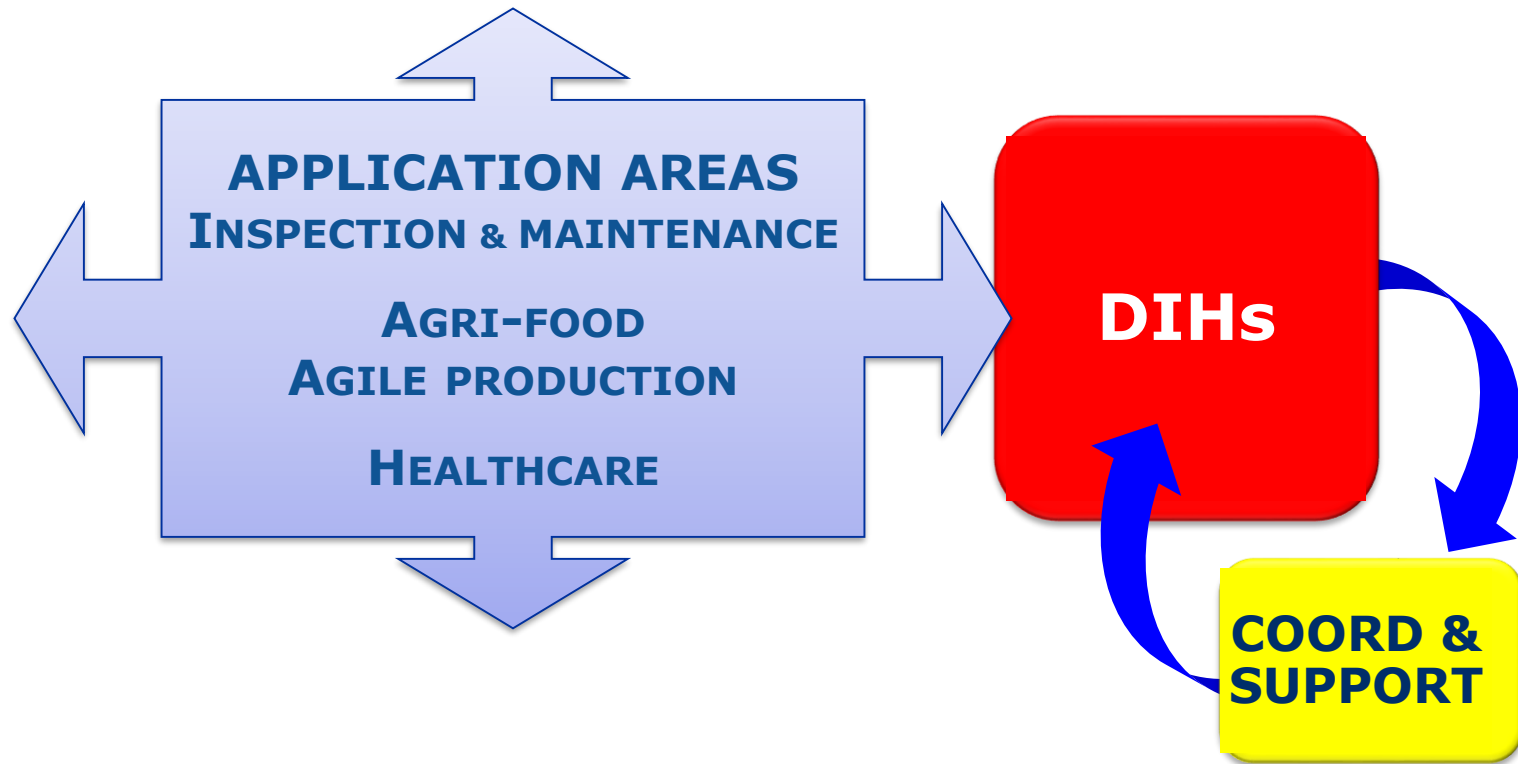 APPLICATION AREAS
INSPECTION & MAINTENANCE
AGRI-FOOD
AGILE PRODUCTION
HEALTHCARE
DIHs
COORD &
SUPPORT